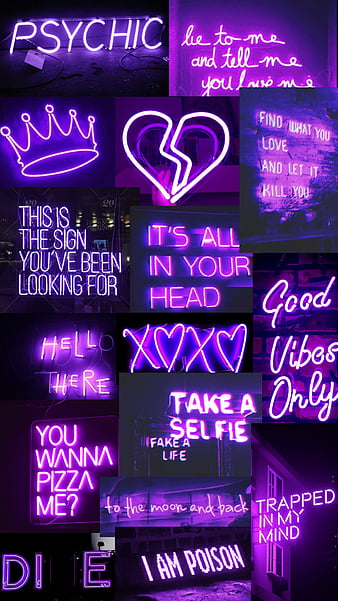 PSYCHIC
lie to me
and tell me
you love me
FIND WHAT YOU
LOVE
AND LET IT
KILL YOU
THIS IS
THE SIGN
YOU'VE BEEN
LOOKING FOR
IT'S ALL
IN YOUR
HEAD
Good
Vibes
Only
HELLO
THERE
XOXO
TAKE A
SELFIE
FAKE A
LIFE
YOU
WANNA
PIZZA
ME?
to the moon and back
TRAPPED
IN MY
MIND
DIE
I AM POISON